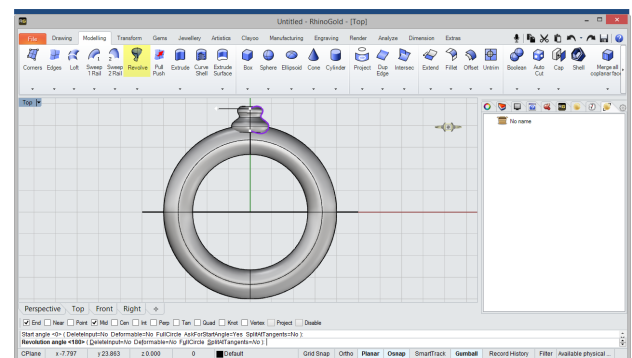 Untitled - RhinoGold - [Top]
File Drawing Modelling Transform Gems Jewellery Artistics Clayoo Manufacturing Engraving Render Analyze Dimension Extras
Corners Edges Loft Sweep 1 Rail Sweep 2 Rail Revolve Pull Push Extrude Curve Shell Extrude Surface Box Sphere Ellipsoid Cone Cylinder Project Dup Edge Intersec Extend Fillet Offset Untrim Boolean Auto Cut Cap Shell Merge all coplanar fac
Top
No name
Perspective Top Front Right
End Near Point Mid Cen Int Perp Tan Quad Knot Vertex Project Disable
Start angle <0> ( DeleteInput=No Deformable=No FullCircle AskForStartAngle=Yes SplitAtTangents=No ):
Revolution angle <180> ( DeleteInput=No Deformable=No FullCircle SplitAtTangents=No ):
CPlane x -7.797 y 23.863 z 0.000 0 Default Grid Snap Ortho Planar Osnap SmartTrack Gumball Record History Filter Available physical ...